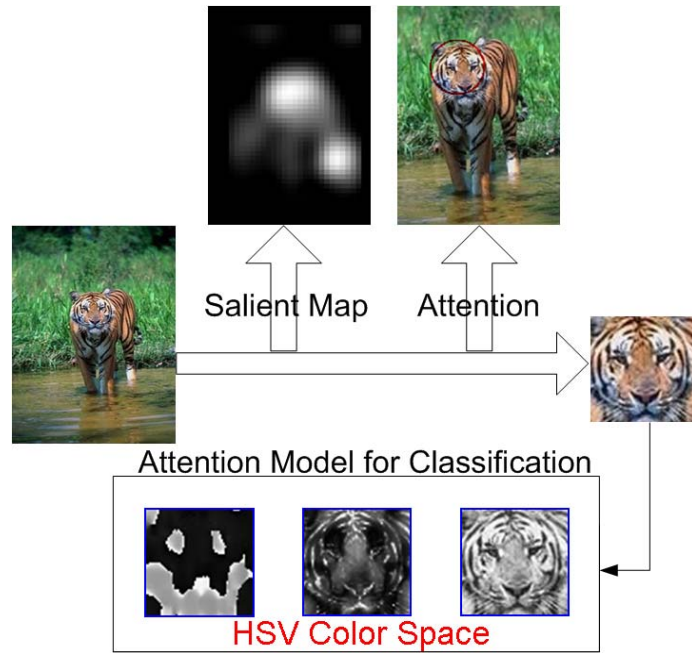 Salient Map
Attention
Attention Model for Classification
HSV Color Space